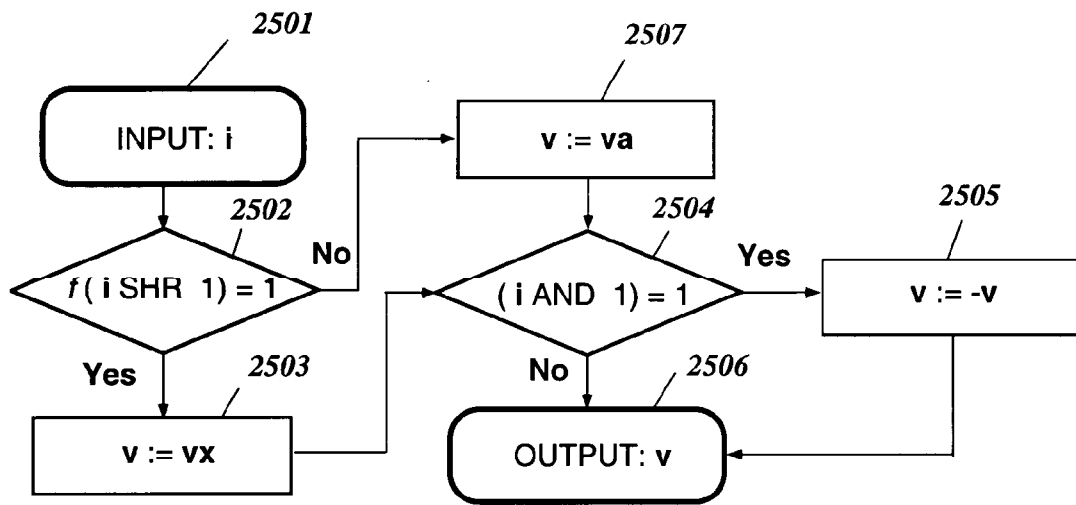 2501
INPUT: i
2507
v := va
2502
f( i SHR 1) = 1
No
Yes
2503
v := vx
2504
( i AND 1) = 1
Yes
No
2505
v := -v
2506
OUTPUT: v